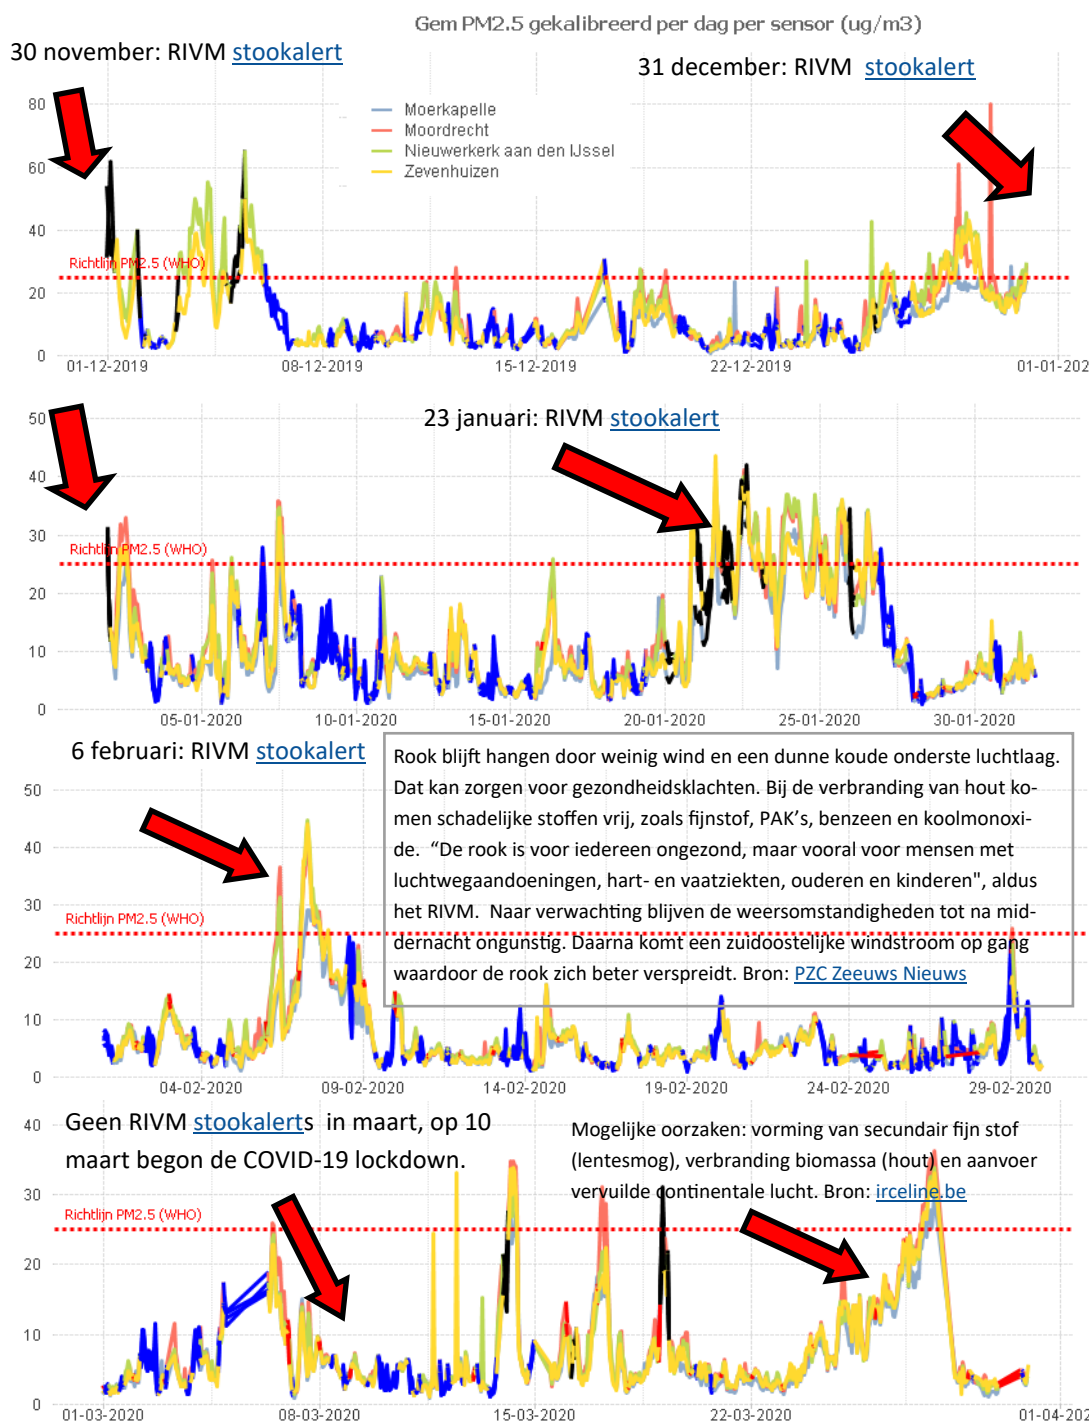 Gem PM2.5 gekalibreerd per dag per sensor (ug/m3)
30 november: RIVM stookalert
31 december: RIVM stookalert
Moerkapelle
Moordrecht
Nieuwerkerk aan den IJssel
Zevenhuizen
80
60
40
20
0
Richtlijn PM2.5 (WHO)
01-12-2019
08-12-2019
15-12-2019
22-12-2019
01-01-202
23 januari: RIVM stookalert
50
40
30
20
10
0
Richtlijn PM2.5 (WHO)
05-01-2020
10-01-2020
15-01-2020
20-01-2020
25-01-2020
30-01-2020
6 februari: RIVM stookalert
Rook blijft hangen door weinig wind en een dunne koude onderste luchtlaag.
Dat kan zorgen voor gezondheidsklachten. Bij de verbranding van hout ko-
men schadelijke stoffen vrij, zoals fijnstof, PAK’s, benzeen en koolmonoxi-
de. “De rook is voor iedereen ongezond, maar vooral voor mensen met
luchtwegaandoeningen, hart- en vaatziekten, ouderen en kinderen", aldus
het RIVM. Naar verwachting blijven de weersomstandigheden tot na mid-
dernacht ongunstig. Daarna komt een zuidoostelijke windstroom op gang
waardoor de rook zich beter verspreidt. Bron: PZC Zeeuws Nieuws
50
40
30
20
10
0
Richtlijn PM2.5 (WHO)
04-02-2020
09-02-2020
14-02-2020
19-02-2020
24-02-2020
29-02-2020
Geen RIVM stookalerts in maart, op 10
maart begon de COVID-19 lockdown.
Mogelijke oorzaken: vorming van secundair fijn stof
(lentesmog), verbranding biomassa (hout) en aanvoer
vervuilde continentale lucht. Bron: irceline.be
40
30
20
10
0
Richtlijn PM2.5 (WHO)
01-03-2020
08-03-2020
15-03-2020
22-03-2020
01-04-202